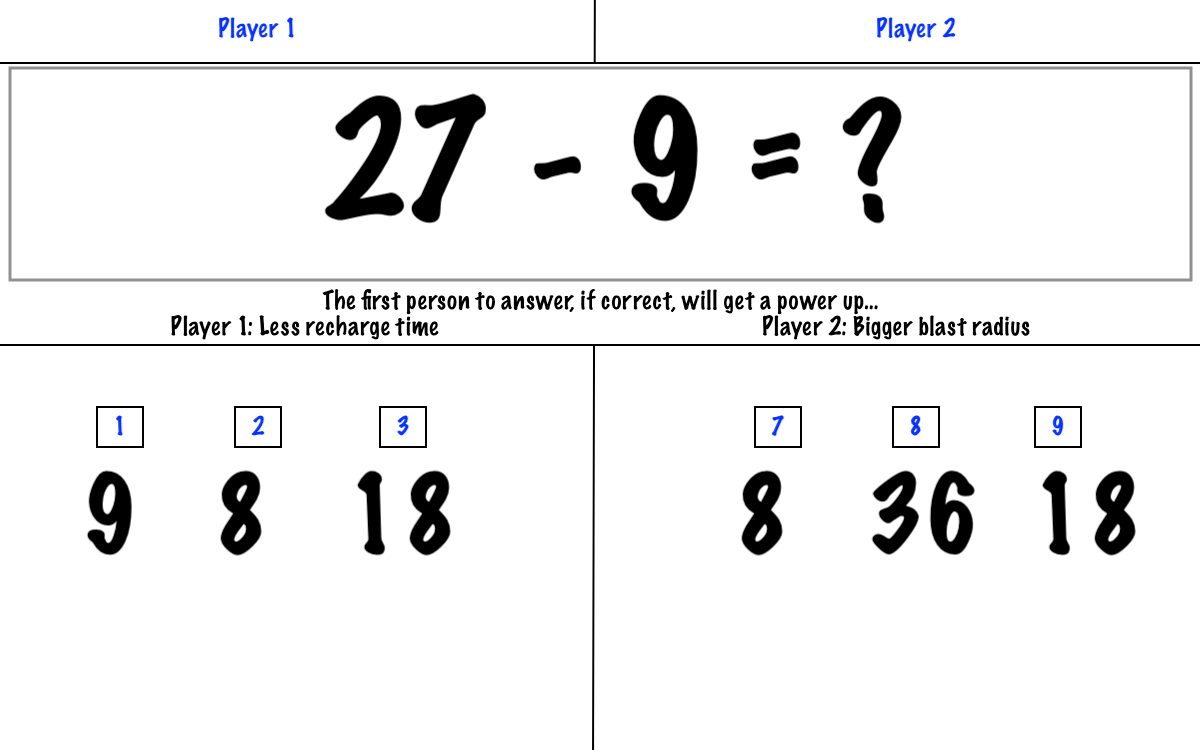 Player 1
Player 2
27 - 9 = ?
The first person to answer, if correct, will get a power up...
Player 1: Less recharge time
Player 2: Bigger blast radius
1 2 3
9 8 18
7 8 9
8 36 18